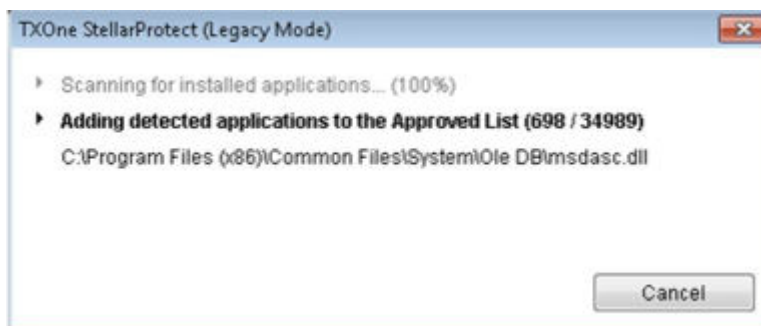 TXOne StellarProtect (Legacy Mode)
Scanning for installed applications... (100%)
Adding detected applications to the Approved List (698 / 34989)
C:\Program Files (x86)\Common Files\System\Ole DB\msdasc.dll
Cancel